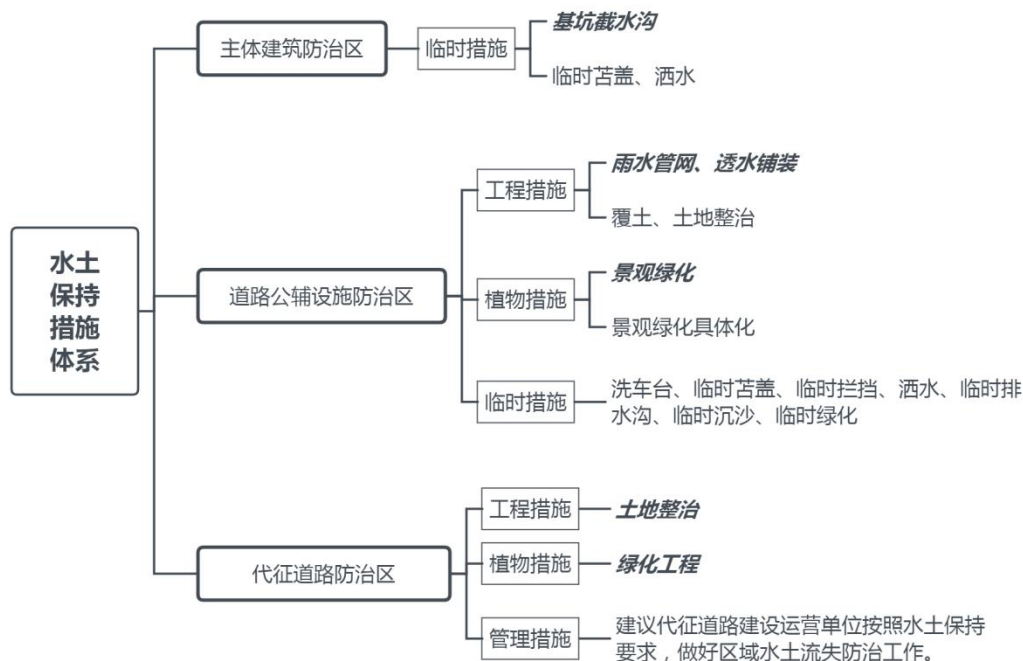 水土
保持
措施
体系
主体建筑防治区
临时措施
基坑截水沟
临时苫盖、洒水
道路公辅设施防治区
工程措施
雨水管网、透水铺装
覆土、土地整治
植物措施
景观绿化
景观绿化具体化
临时措施
洗车台、临时苫盖、临时拦挡、洒水、临时排
水沟、临时沉沙、临时绿化
代征道路防治区
工程措施
土地整治
植物措施
绿化工程
管理措施
建议代征道路建设运营单位按照水土保持
要求，做好区域水土流失防治工作。